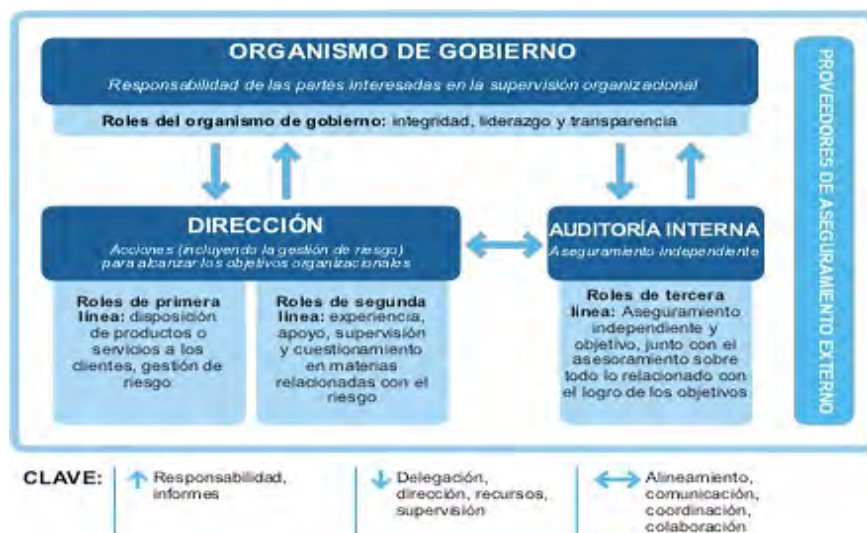 ORGANISMO DE GOBIERNO
Responsabilidad de las partes interesadas en la supervisión organizacional
Roles del organismo de gobierno: integridad, liderazgo y transparencia
DIRECCIÓN
Acciones (incluyendo la gestión de riesgo)
para alcanzar los objetivos organizacionales
Roles de primera
línea: disposición
de productos o
servicios a los
clientes, gestión de
riesgo
Roles de segunda
línea: experiencia,
apoyo, supervisión
y cuestionamiento
en materias
relacionadas con el
riesgo
AUDITORÍA INTERNA
Aseguramiento independiente
Roles de tercera
línea: Aseguramiento
independiente y
objetivo, junto con el
asesoramiento sobre
todo lo relacionado con
el logro de los objetivos
PROVEEDORES DE ASEGURAMIENTO EXTERNO
CLAVE:
Responsabilidad,
informes
Delegación,
dirección, recursos,
supervisión
Alineamiento,
comunicación,
coordinación,
colaboración